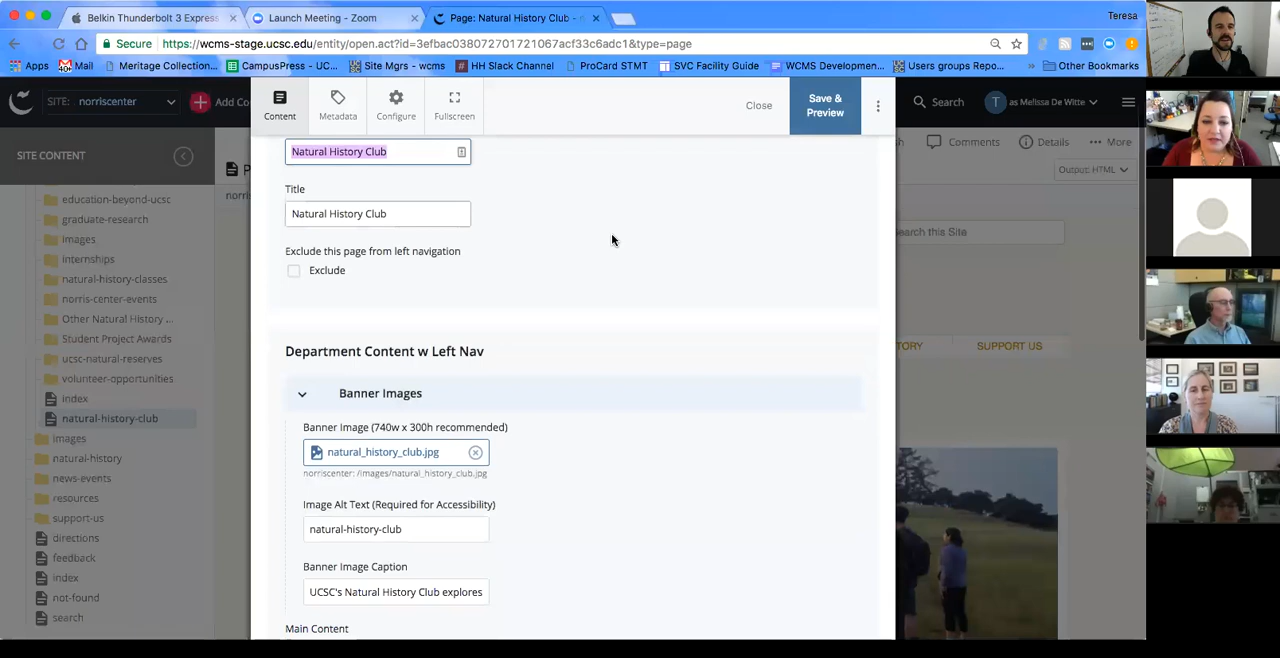 Belkin Thunderbolt 3 Express
Launch Meeting - Zoom
Page: Natural History Club - n
Teresa
Secure
https://wcms-stage.ucsc.edu/entity/open.act?id=3efbac038072701721067acf33c6adc1&type=page
Apps
40+
Mail
Meritage Collection...
CampusPress - UC...
Site Mgrs - wcms
HH Slack Channel
ProCard STMT
SVC Facility Guide
WCMS Developmen...
Users groups Repo...
»
Other Bookmarks
SITE:
norriscenter
Add Co
Content
Metadata
Configure
Fullscreen
Close
Save &
Preview
Search
T
as Melissa De Witte
SITE CONTENT
education-beyond-ucsc
graduate-research
images
internships
natural-history-classes
norris-center-events
Other Natural History ...
Student Project Awards
ucsc-natural-reserves
volunteer-opportunities
index
natural-history-club
images
natural-history
news-events
resources
support-us
directions
feedback
index
not-found
search
P
norri
Natural History Club
Title
Natural History Club
Exclude this page from left navigation
Exclude
Department Content w Left Nav
Banner Images
Banner Image (740w x 300h recommended)
natural_history_club.jpg
norriscenter: /images/natural_history_club.jpg
Image Alt Text (Required for Accessibility)
natural-history-club
Banner Image Caption
UCSC's Natural History Club explores
Main Content
sh
Comments
Details
More
Output: HTML
earch this Site
TORY
SUPPORT US